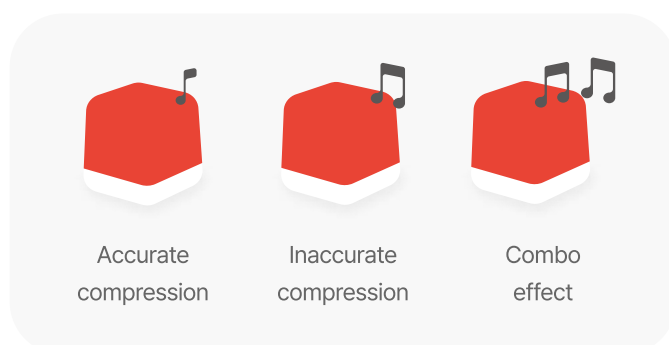 Accurate
compression
Inaccurate
compression
Combo
effect